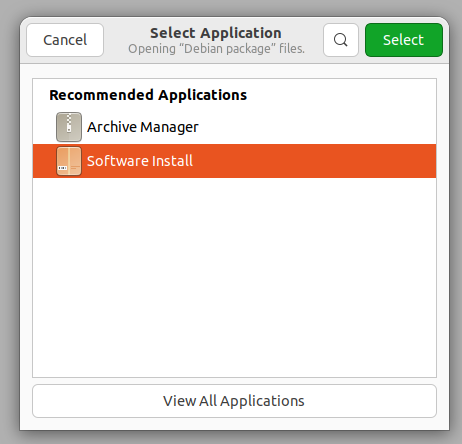 Cancel
Select Application
Opening “Debian package” files.
Select
Recommended Applications
Archive Manager
Software Install
View All Applications